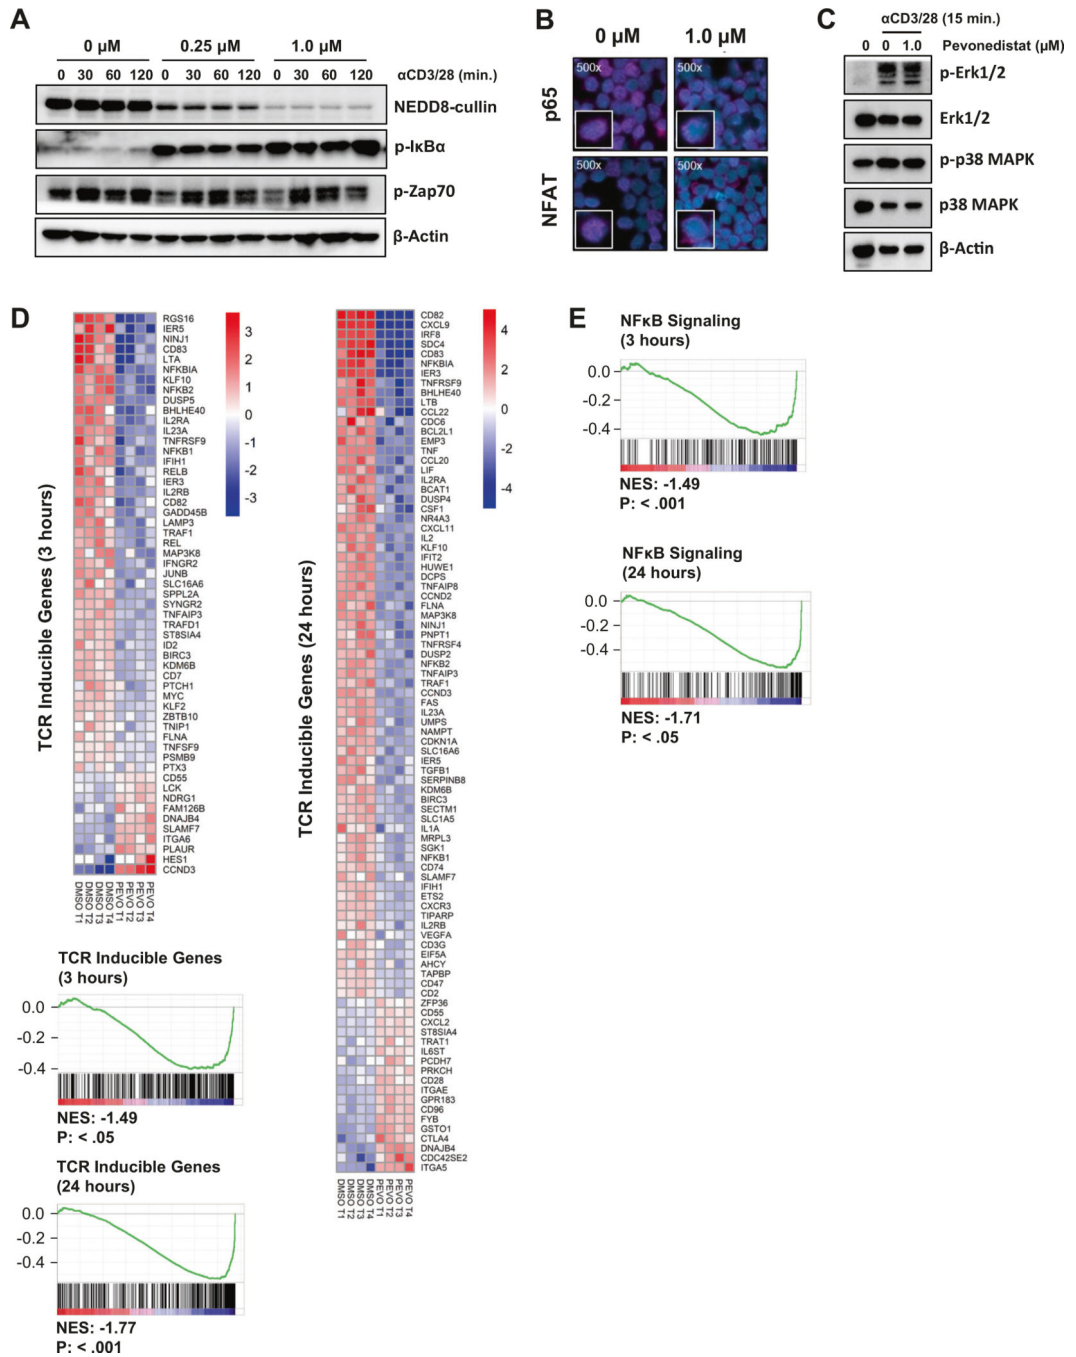 A
0 µM 0.25 µM 1.0 µM
0 30 60 120 0 30 60 120 0 30 60 120 αCD3/28 (min.)
NEDD8-cullin
p-IκBα
p-Zap70
β-Actin
B
0 µM 1.0 µM
p65
500x 500x
NFAT
500x 500x
C
αCD3/28 (15 min.)
0 0 1.0 Pevonedistat (µM)
p-Erk1/2
Erk1/2
p-p38 MAPK
p38 MAPK
β-Actin
D
TCR Inducible Genes (3 hours)
RGS16
IER5
NINJ1
CD83
LTA
NFKBIA
KLF10
NFKB2
DUSP5
BHLHE40
IL2RA
IL23A
TNFRSF9
NFKB1
IFIH1
RELB
IER3
IL2RB
CD82
GADD45B
LAMP3
TRAF1
REL
MAP3K8
IFNGR2
JUNB
SLC16A6
SPPL2A
SYNGR2
TNFAIP3
TRAFD1
ST8SIA4
ID2
BIRC3
KDM6B
CD7
PTCH1
MYC
KLF2
ZBTB10
TNIP1
FLNA
TNFSF9
PSMB9
PTX3
CD55
LCK
NDRG1
FAM126B
DNAJB4
SLAMF7
ITGA6
PLAUR
HES1
CCND3
DMSO T1
DMSO T2
DMSO T3
DMSO T4
PEVO T1
PEVO T2
PEVO T3
PEVO T4
3
2
1
0
-1
-2
-3
TCR Inducible Genes (24 hours)
CD82
CXCL9
IRF8
SDC4
CD83
NFKBIA
IER3
TNFRSF9
BHLHE40
LTB
CCL22
CDC6
BCL2L1
EMP3
TNF
CCL20
LIF
IL2RA
BCAT1
DUSP4
CSF1
NR4A3
CXCL11
IL2
KLF10
IFIT2
HUWE1
DCPS
TNFAIP8
CCND2
FLNA
MAP3K8
NINJ1
PNPT1
TNFRSF4
DUSP2
NFKB2
TNFAIP3
TRAF1
CCND3
FAS
IL23A
UMPS
NAMPT
CDKN1A
SLC16A6
IER5
TGFB1
SERPINB8
KDM6B
BIRC3
SECTM1
SLC1A5
IL1A
MRPL3
SGK1
NFKB1
CD74
SLAMF7
IFIH1
ETS2
CXCR3
TIPARP
IL2RB
VEGFA
CD3G
EIF5A
AHCY
TAPBP
CD47
CD2
ZFP36
CD55
CXCL2
ST8SIA4
TRAT1
IL6ST
PCDH7
PRKCH
CD28
ITGAE
GPR183
CD96
FYB
GSTO1
CTLA4
DNAJB4
CDC42SE2
ITGA5
DMSO T1
DMSO T2
DMSO T3
DMSO T4
PEVO T1
PEVO T2
PEVO T3
PEVO T4
4
2
0
-2
-4
TCR Inducible Genes
(3 hours)
0.0
-0.2
-0.4
NES: -1.49
P: < .05
TCR Inducible Genes
(24 hours)
0.0
-0.2
-0.4
NES: -1.77
P: < .001
E
NFκB Signaling
(3 hours)
0.0
-0.2
-0.4
NES: -1.49
P: < .001
NFκB Signaling
(24 hours)
0.0
-0.2
-0.4
NES: -1.71
P: < .05